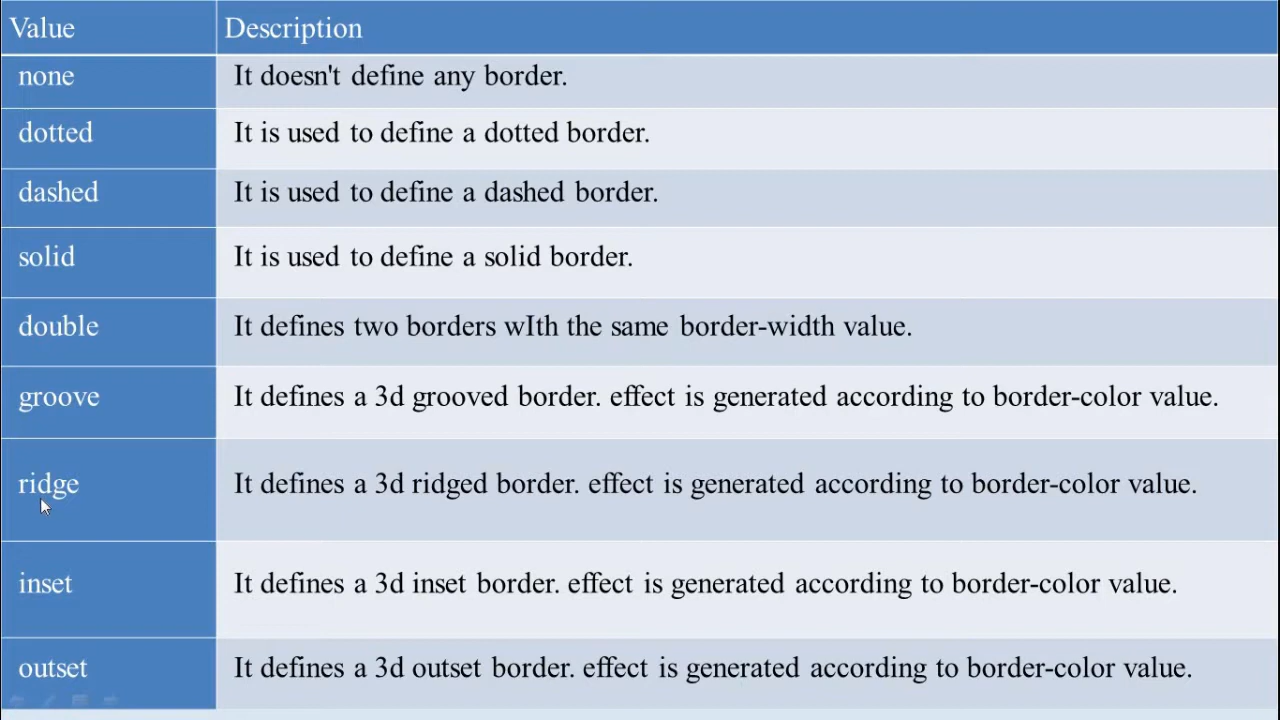 Value Description
none It doesn't define any border.
dotted It is used to define a dotted border.
dashed It is used to define a dashed border.
solid It is used to define a solid border.
double It defines two borders wIth the same border-width value.
groove It defines a 3d grooved border. effect is generated according to border-color value.
ridge It defines a 3d ridged border. effect is generated according to border-color value.
inset It defines a 3d inset border. effect is generated according to border-color value.
outset It defines a 3d outset border. effect is generated according to border-color value.